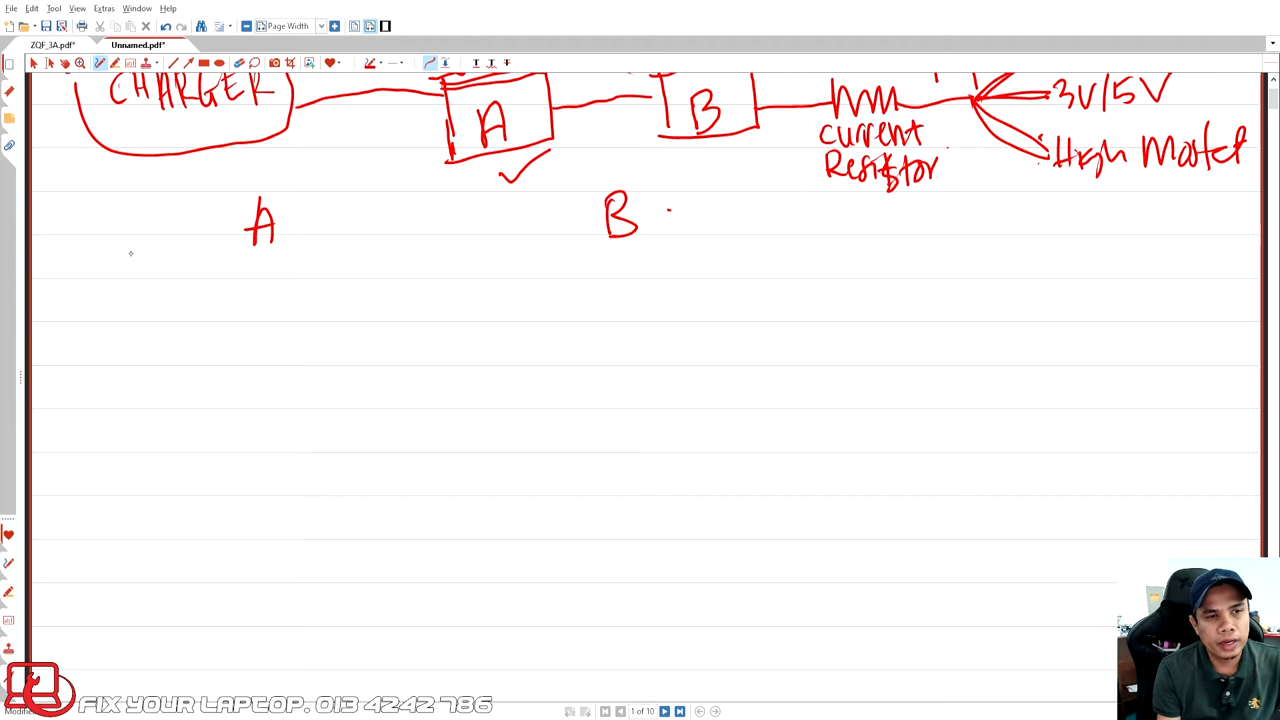 File Edit Tool View Extras Window Help
Page Width
ZQF_3A.pdf*
Unnamed.pdf*
CHARGER
A
B
3V/5V
Current
Resistor
High Mosfet
A
B
1 of 10
FIX YOUR LAPTOP. 013 4242 786